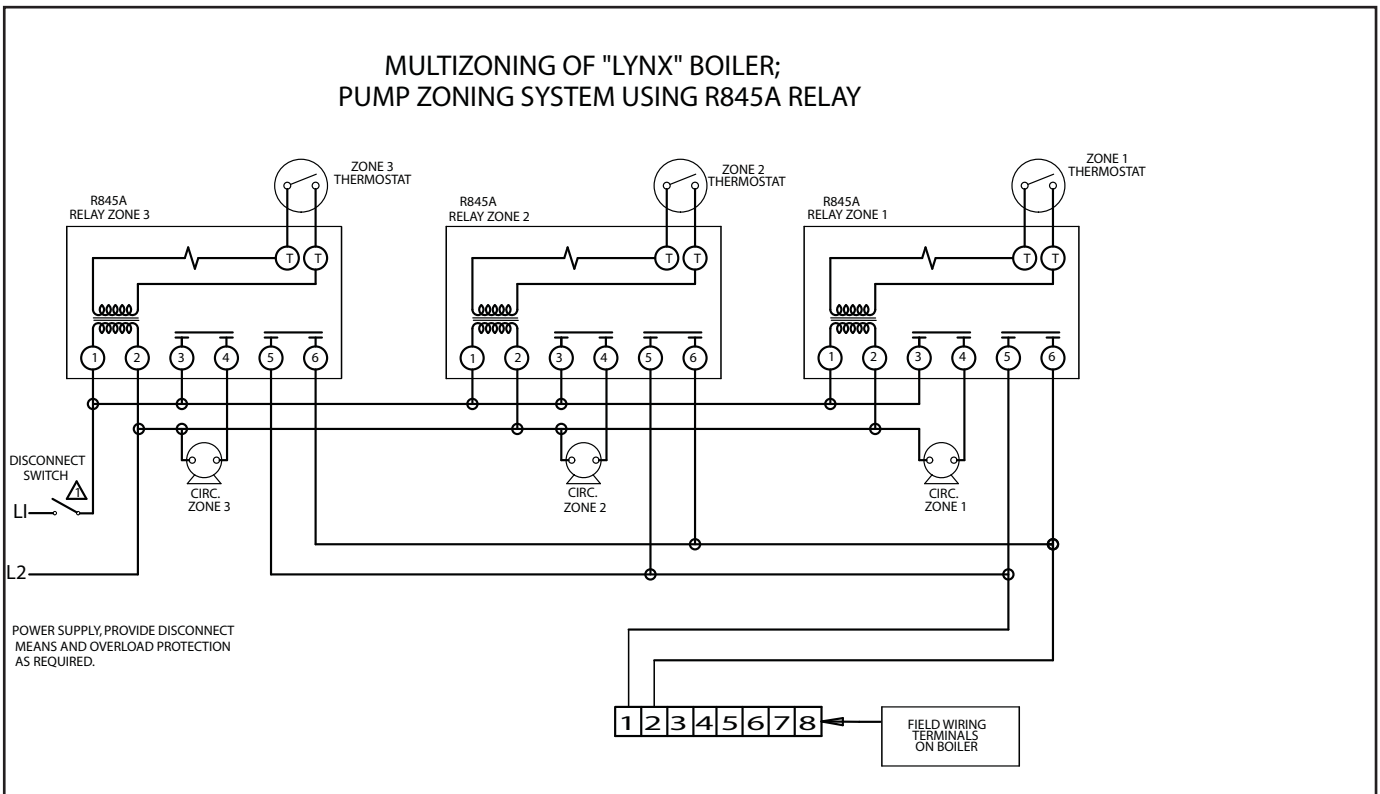 MULTIZONING OF "LYNX" BOILER;
PUMP ZONING SYSTEM USING R845A RELAY
ZONE 3
THERMOSTAT
R845A
RELAY ZONE 3
T T
1 2 3 4 5 6
ZONE 2
THERMOSTAT
R845A
RELAY ZONE 2
T T
1 2 3 4 5 6
ZONE 1
THERMOSTAT
R845A
RELAY ZONE 1
T T
1 2 3 4 5 6
DISCONNECT
SWITCH
1
LI
L2
CIRC.
ZONE 3
CIRC.
ZONE 2
CIRC.
ZONE 1
POWER SUPPLY, PROVIDE DISCONNECT
MEANS AND OVERLOAD PROTECTION
AS REQUIRED.
1 2 3 4 5 6 7 8
FIELD WIRING
TERMINALS
ON BOILER